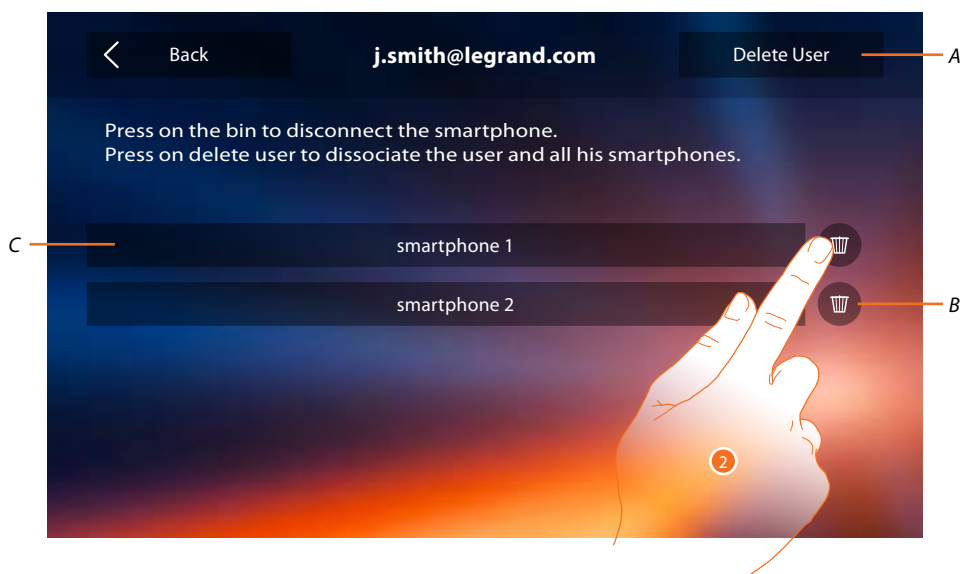 Back
j.smith@legrand.com
Delete User
A
Press on the bin to disconnect the smartphone.
Press on delete user to dissociate the user and all his smartphones.
C
smartphone 1
smartphone 2
B
2